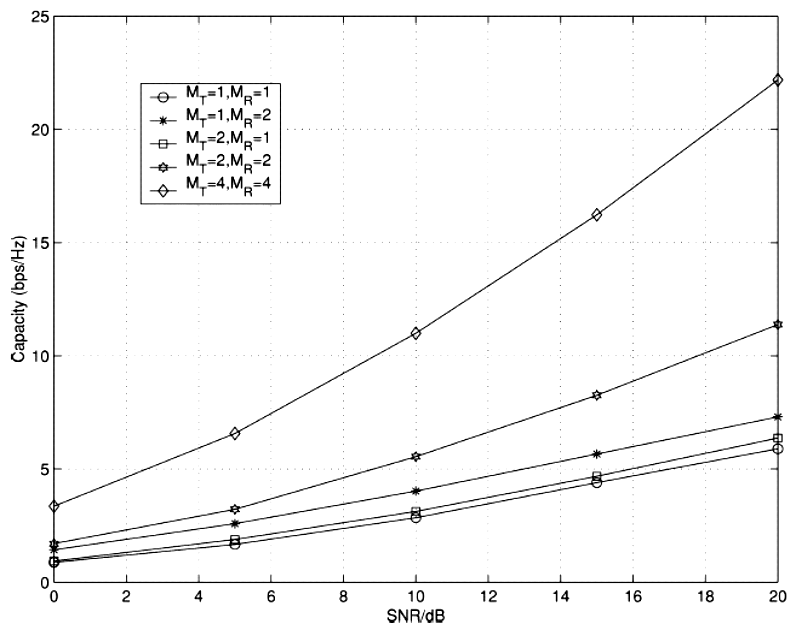 25
20
15
10
5
0
Capacity (bps/Hz)
M_T=1,M_R=1
M_T=1,M_R=2
M_T=2,M_R=1
M_T=2,M_R=2
M_T=4,M_R=4
0 2 4 6 8 10 12 14 16 18 20
SNR/dB